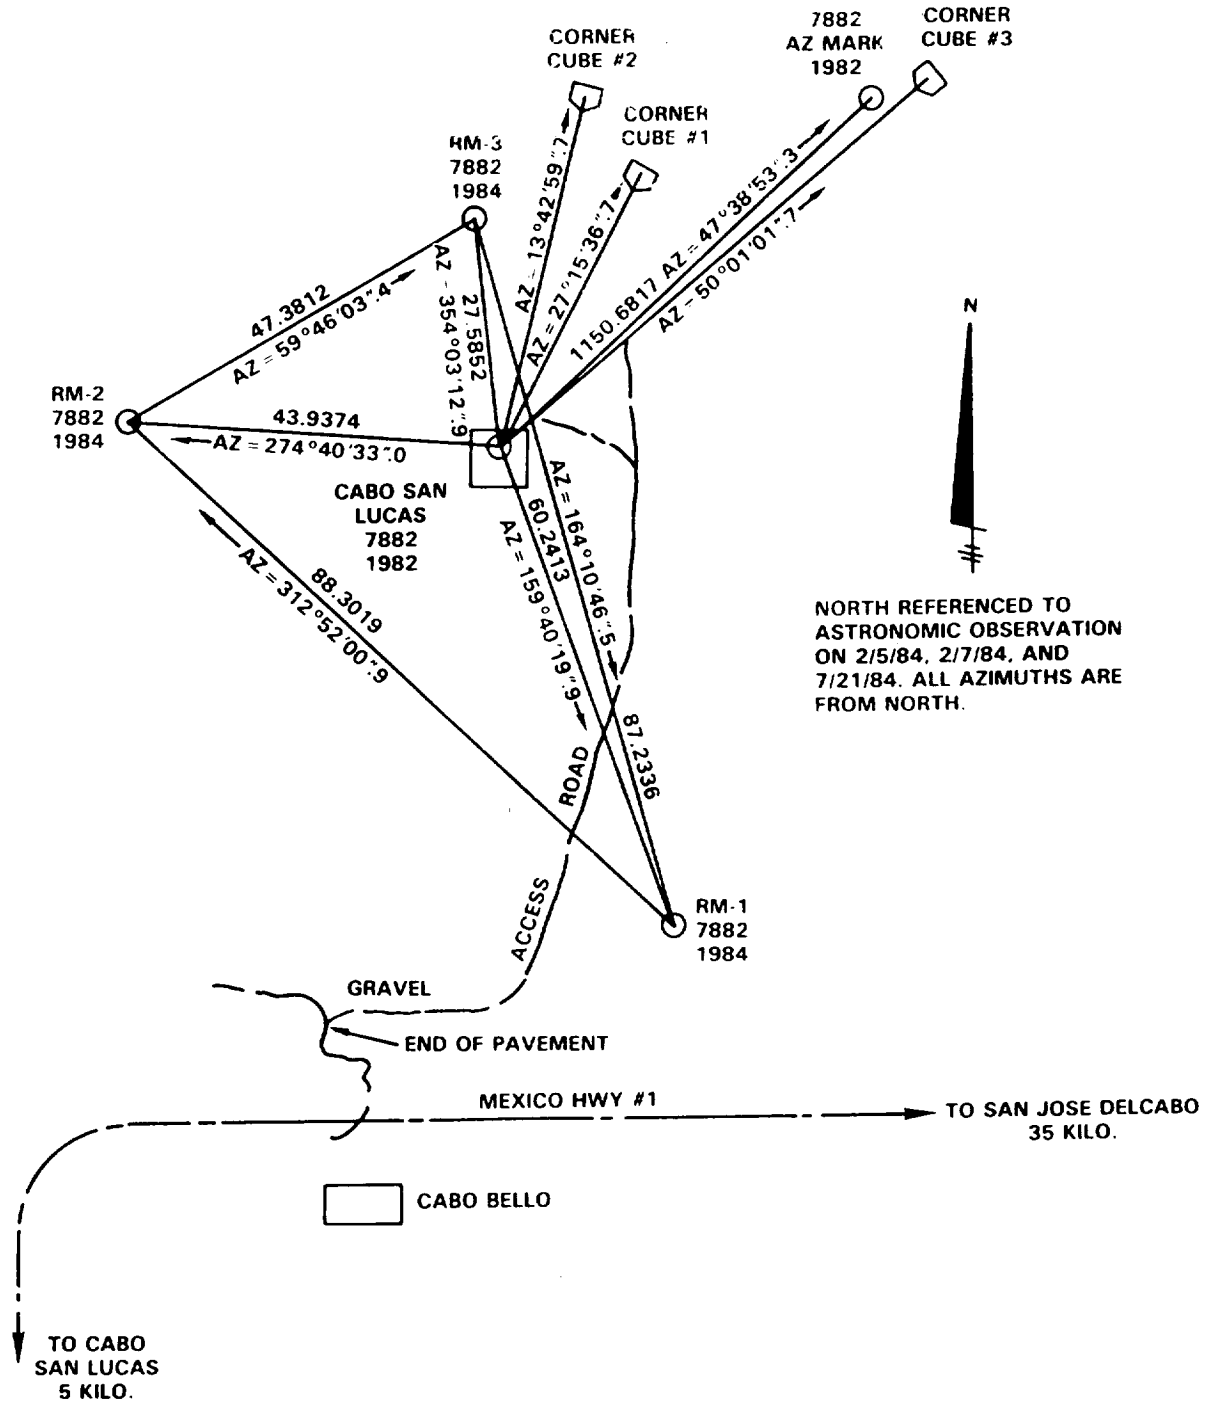 CORNER
CUBE #2
7882
AZ MARK
1982
CORNER
CUBE #3
CORNER
CUBE #1
RM-3
7882
1984
AZ = 13°42'59".7
AZ = 27°15'36".7
1150.6817 AZ = 47°38'53".3
AZ = 50°01'01".7
47.3812
AZ = 59°46'03".4
27.5852
AZ = 354°03'12".9
N
RM-2
7882
1984
43.9374
AZ = 274°40'33".0
CABO SAN
LUCAS
7882
1982
AZ = 164°10'46".5
60.2413
AZ = 159°40'19".9
88.3019
AZ = 312°52'00".9
NORTH REFERENCED TO
ASTRONOMIC OBSERVATION
ON 2/5/84, 2/7/84, AND
7/21/84. ALL AZIMUTHS ARE
FROM NORTH.
87.2336
ROAD
ACCESS
GRAVEL
RM-1
7882
1984
END OF PAVEMENT
MEXICO HWY #1
TO SAN JOSE DELCABO
35 KILO.
CABO BELLO
TO CABO
SAN LUCAS
5 KILO.